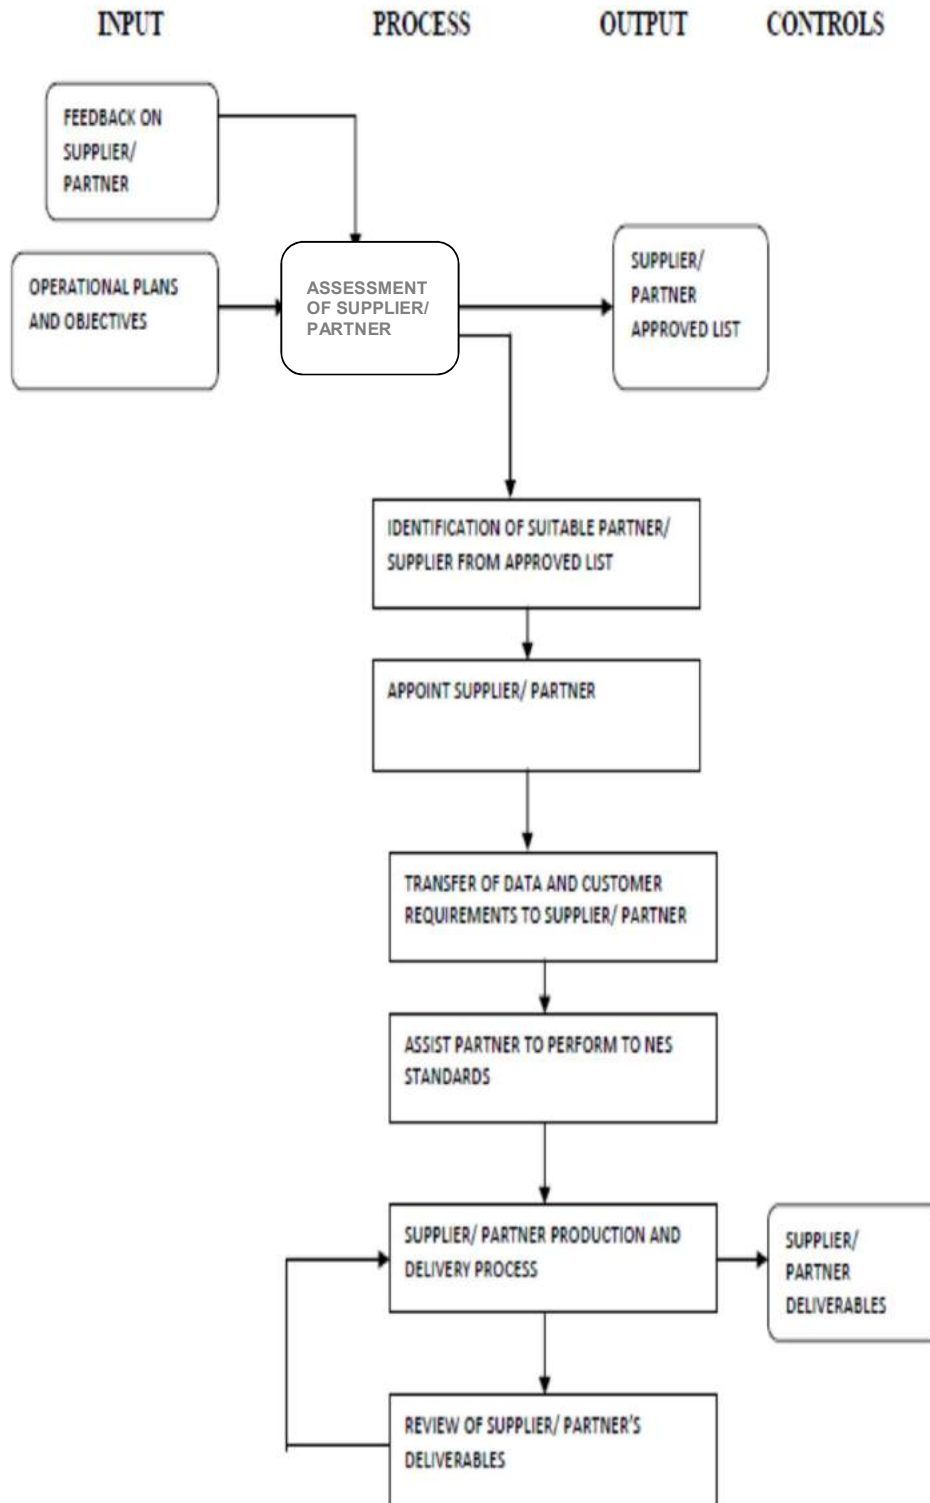 INPUT PROCESS OUTPUT CONTROLS
FEEDBACK ON
SUPPLIER/
PARTNER
OPERATIONAL PLANS
AND OBJECTIVES
ASSESSMENT
OF SUPPLIER/
PARTNER
SUPPLIER/
PARTNER
APPROVED LIST
IDENTIFICATION OF SUITABLE PARTNER/
SUPPLIER FROM APPROVED LIST
APPOINT SUPPLIER/ PARTNER
TRANSFER OF DATA AND CUSTOMER
REQUIREMENTS TO SUPPLIER/ PARTNER
ASSIST PARTNER TO PERFORM TO NES
STANDARDS
SUPPLIER/ PARTNER PRODUCTION AND
DELIVERY PROCESS
SUPPLIER/
PARTNER
DELIVERABLES
REVIEW OF SUPPLIER/ PARTNER'S
DELIVERABLES